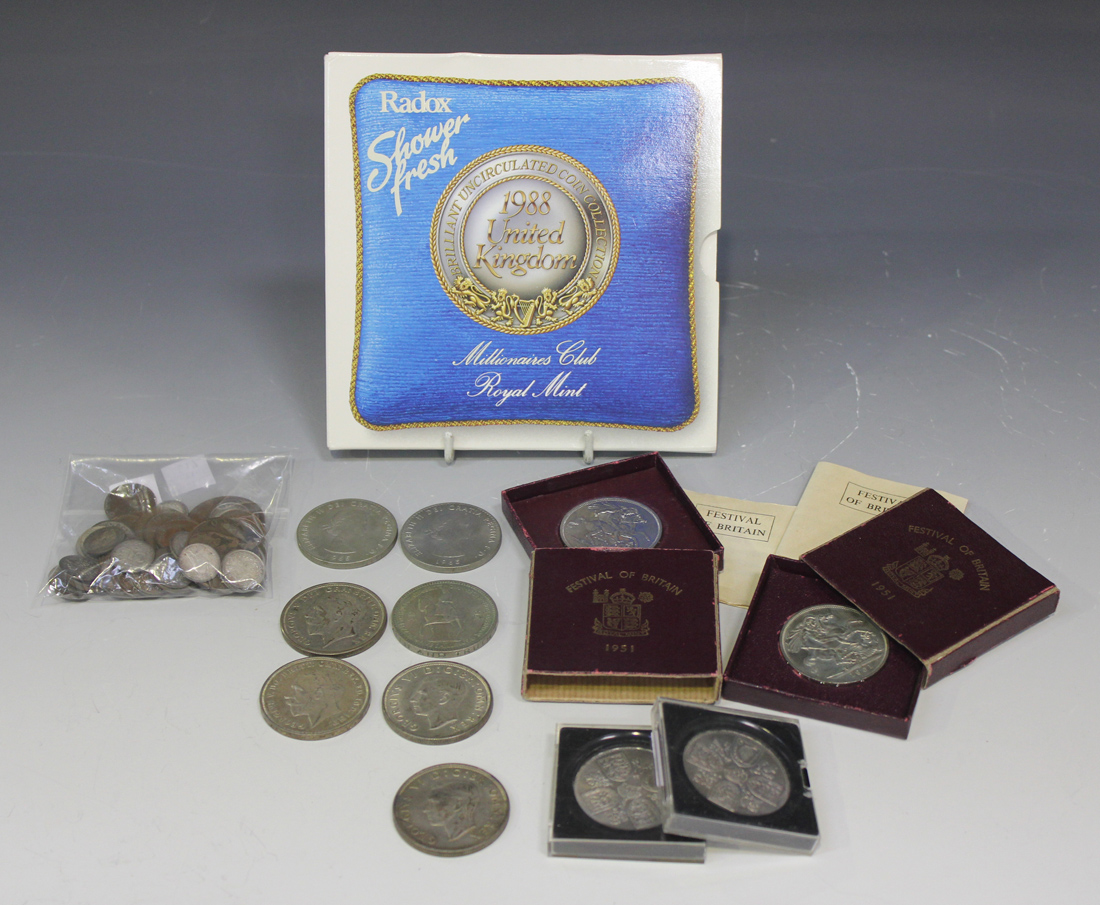 Radox
Shower
fresh
BRILLIANT UNCIRCULATED COIN COLLECTION
1988
United
Kingdom
Millionaires Club
Royal Mint
FESTIVAL
OF BRITAIN
FESTIVAL
OF BRITAIN
FESTIVAL OF BRITAIN
1951
FESTIVAL OF BRITAIN
1951